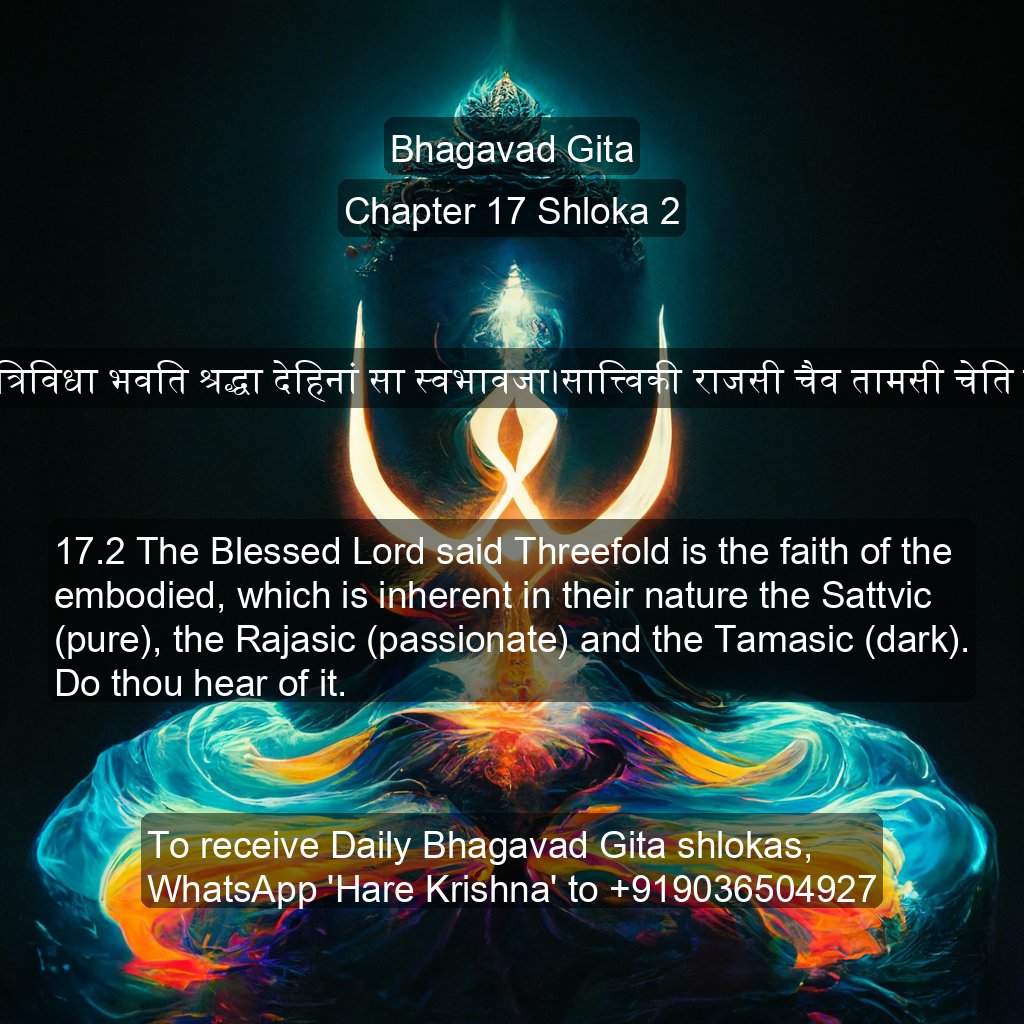 Bhagavad Gita
Chapter 17 Shloka 2
त्रिविधा भवति श्रद्धा देहिनां सा स्वभावजा।सात्त्विकी राजसी चैव तामसी चेति
17.2 The Blessed Lord said Threefold is the faith of the
embodied, which is inherent in their nature the Sattvic
(pure), the Rajasic (passionate) and the Tamasic (dark).
Do thou hear of it.
To receive Daily Bhagavad Gita shlokas,
WhatsApp 'Hare Krishna' to +919036504927